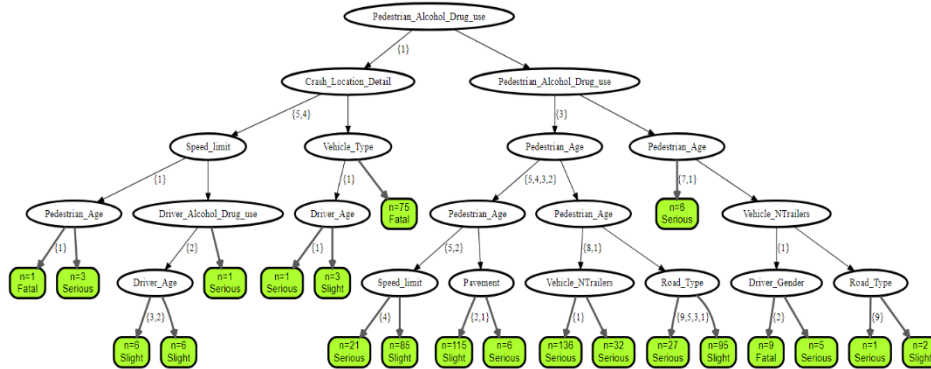 Pedestrian_Alcohol_Drug_use
{1}
Crash_Location_Detail
Pedestrian_Alcohol_Drug_use
{5,4}
{3}
Speed_limit
Vehicle_Type
Pedestrian_Age
Pedestrian_Age
{1}
{1}
{5,4,3,2}
{7,1}
Pedestrian_Age
Driver_Alcohol_Drug_use
Driver_Age
n=75
Fatal
Pedestrian_Age
Pedestrian_Age
n=6
Serious
Vehicle_NTrailers
{1}
{2}
{1}
{5,2}
{8,1}
{1}
n=1
Fatal
n=3
Serious
Driver_Age
n=1
Serious
n=1
Serious
n=3
Slight
Speed_limit
Pavement
Vehicle_NTrailers
Road_Type
Driver_Gender
Road_Type
{3,2}
{4}
{2,1}
{1}
{9,5,3,1}
{2}
{9}
n=6
Slight
n=6
Slight
n=21
Serious
n=85
Slight
n=115
Slight
n=6
Serious
n=136
Serious
n=32
Serious
n=27
Serious
n=95
Slight
n=9
Fatal
n=5
Serious
n=1
Serious
n=2
Slight